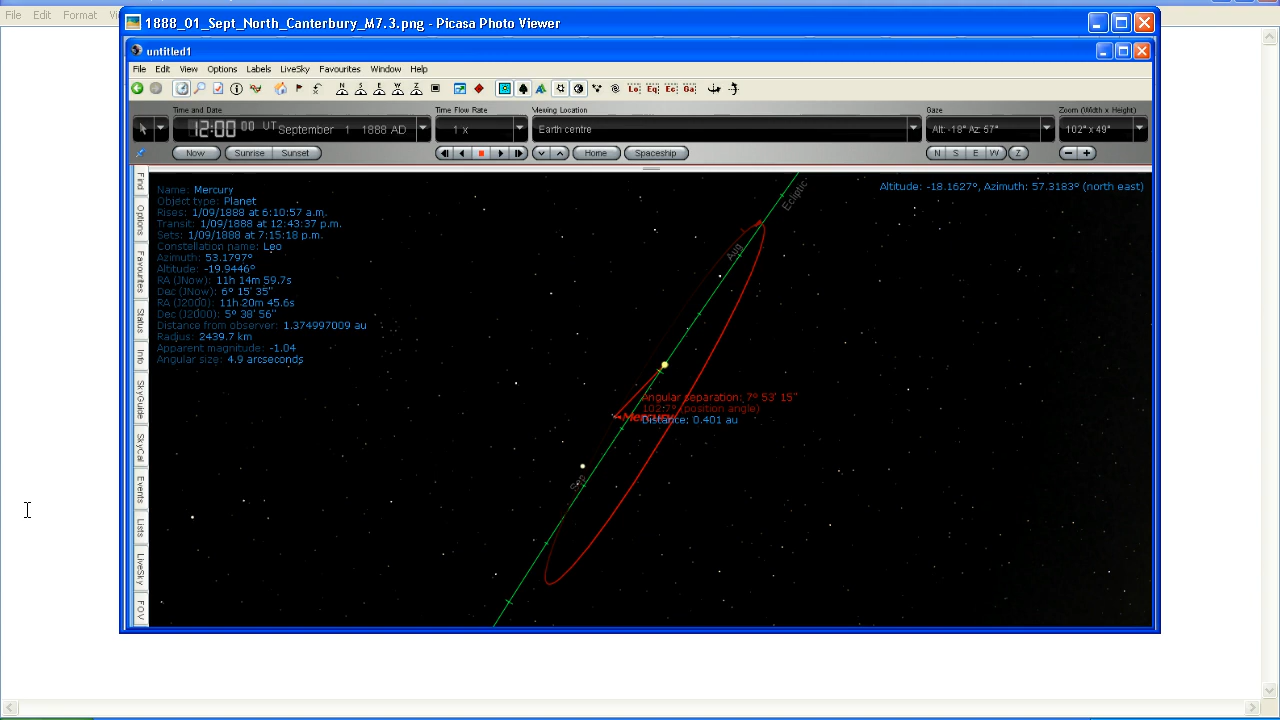 File Edit Format
1888_01_Sept_North_Canterbury_M7.3.png - Picasa Photo Viewer
untitled1
File Edit View Options Labels LiveSky Favourites Window Help
Lo Eq Ec Ga
Time and Date Time Flow Rate Viewing Location Gaze Zoom (Width x Height)
12:00 00 UT September 1 1888 AD 1 x Earth centre Alt: -18° Az: 57° 102° x 49°
Now Sunrise Sunset Home Spaceship N S E W Z
Find
Options
Favourites
Status
Info
SkyGuide
SkyCal
Events
Lists
LiveSky
FOV
Name: Mercury
Object type: Planet
Rises: 1/09/1888 at 6:10:57 a.m.
Transit: 1/09/1888 at 12:43:37 p.m.
Sets: 1/09/1888 at 7:15:18 p.m.
Constellation name: Leo
Azimuth: 53.1797°
Altitude: -19.9446°
RA (JNow): 11h 14m 59.7s
Dec (JNow): 6° 15' 35"
RA (J2000): 11h 20m 45.6s
Dec (J2000): 5° 38' 56"
Distance from observer: 1.374997009 au
Radius: 2439.7 km
Apparent magnitude: -1.04
Angular size: 4.9 arcseconds
Altitude: -18.1627°, Azimuth: 57.3183° (north east)
Ecliptic
Aug
Angular separation: 7° 53' 15"
102.7° (position angle)
Mercury
Distance: 0.401 au
Sep